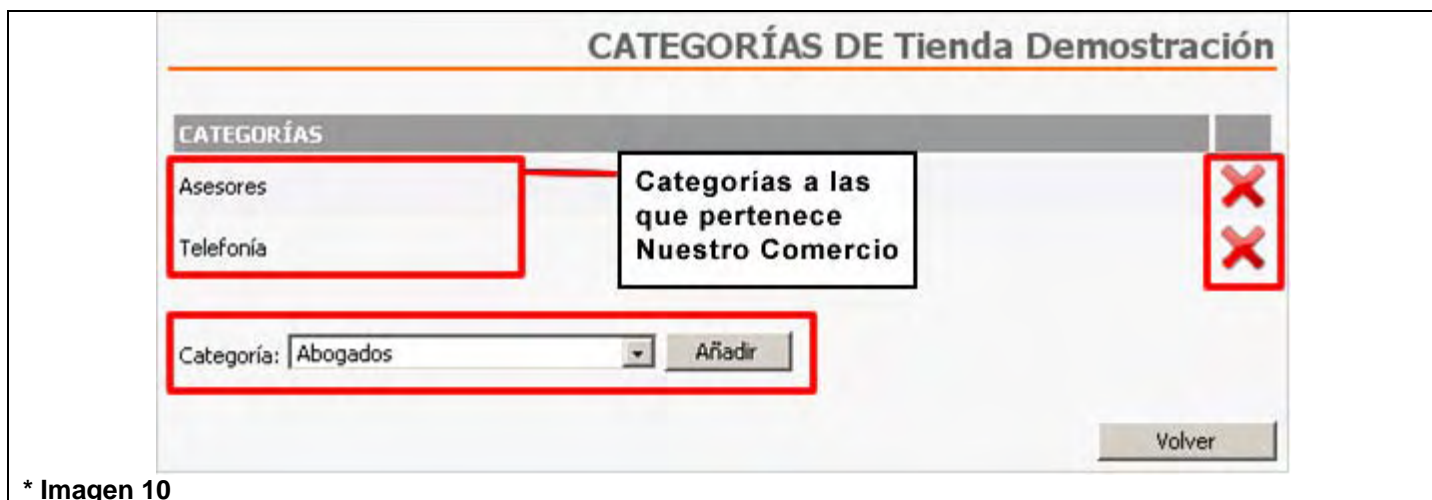 CATEGORÍAS DE Tienda Demostración
CATEGORÍAS
Asesores
Categorías a las
que pertenece
Nuestro Comercio
Telefonía
Categoría: Abogados Añadir
Volver
* Imagen 10